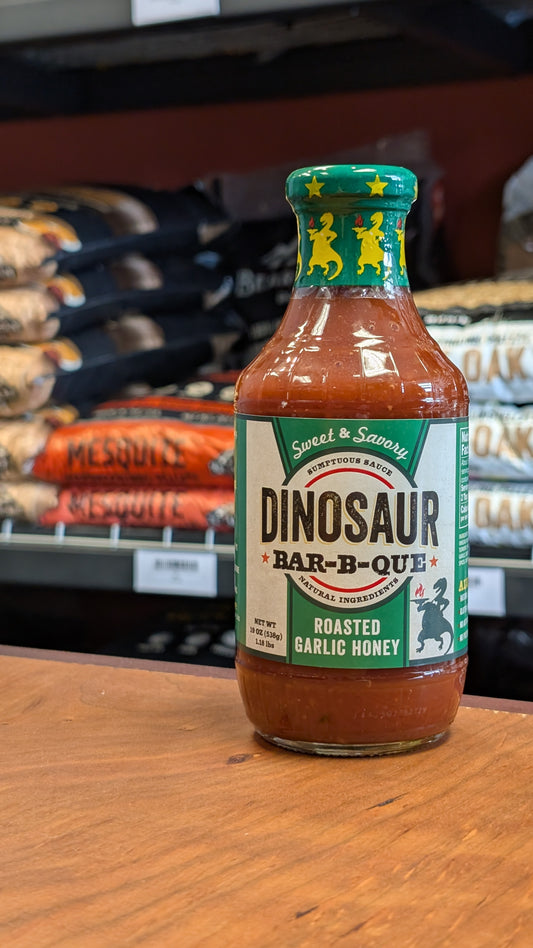 Sweet & Savory
SUMPTUOUS SAUCE
DINOSAUR
BAR-B-QUE
NATURAL INGREDIENTS
NET WT
19 OZ (538g)
1.18 lbs
ROASTED
GARLIC HONEY
MESQUITE
MESQUITE
OAK
OAK
OAK